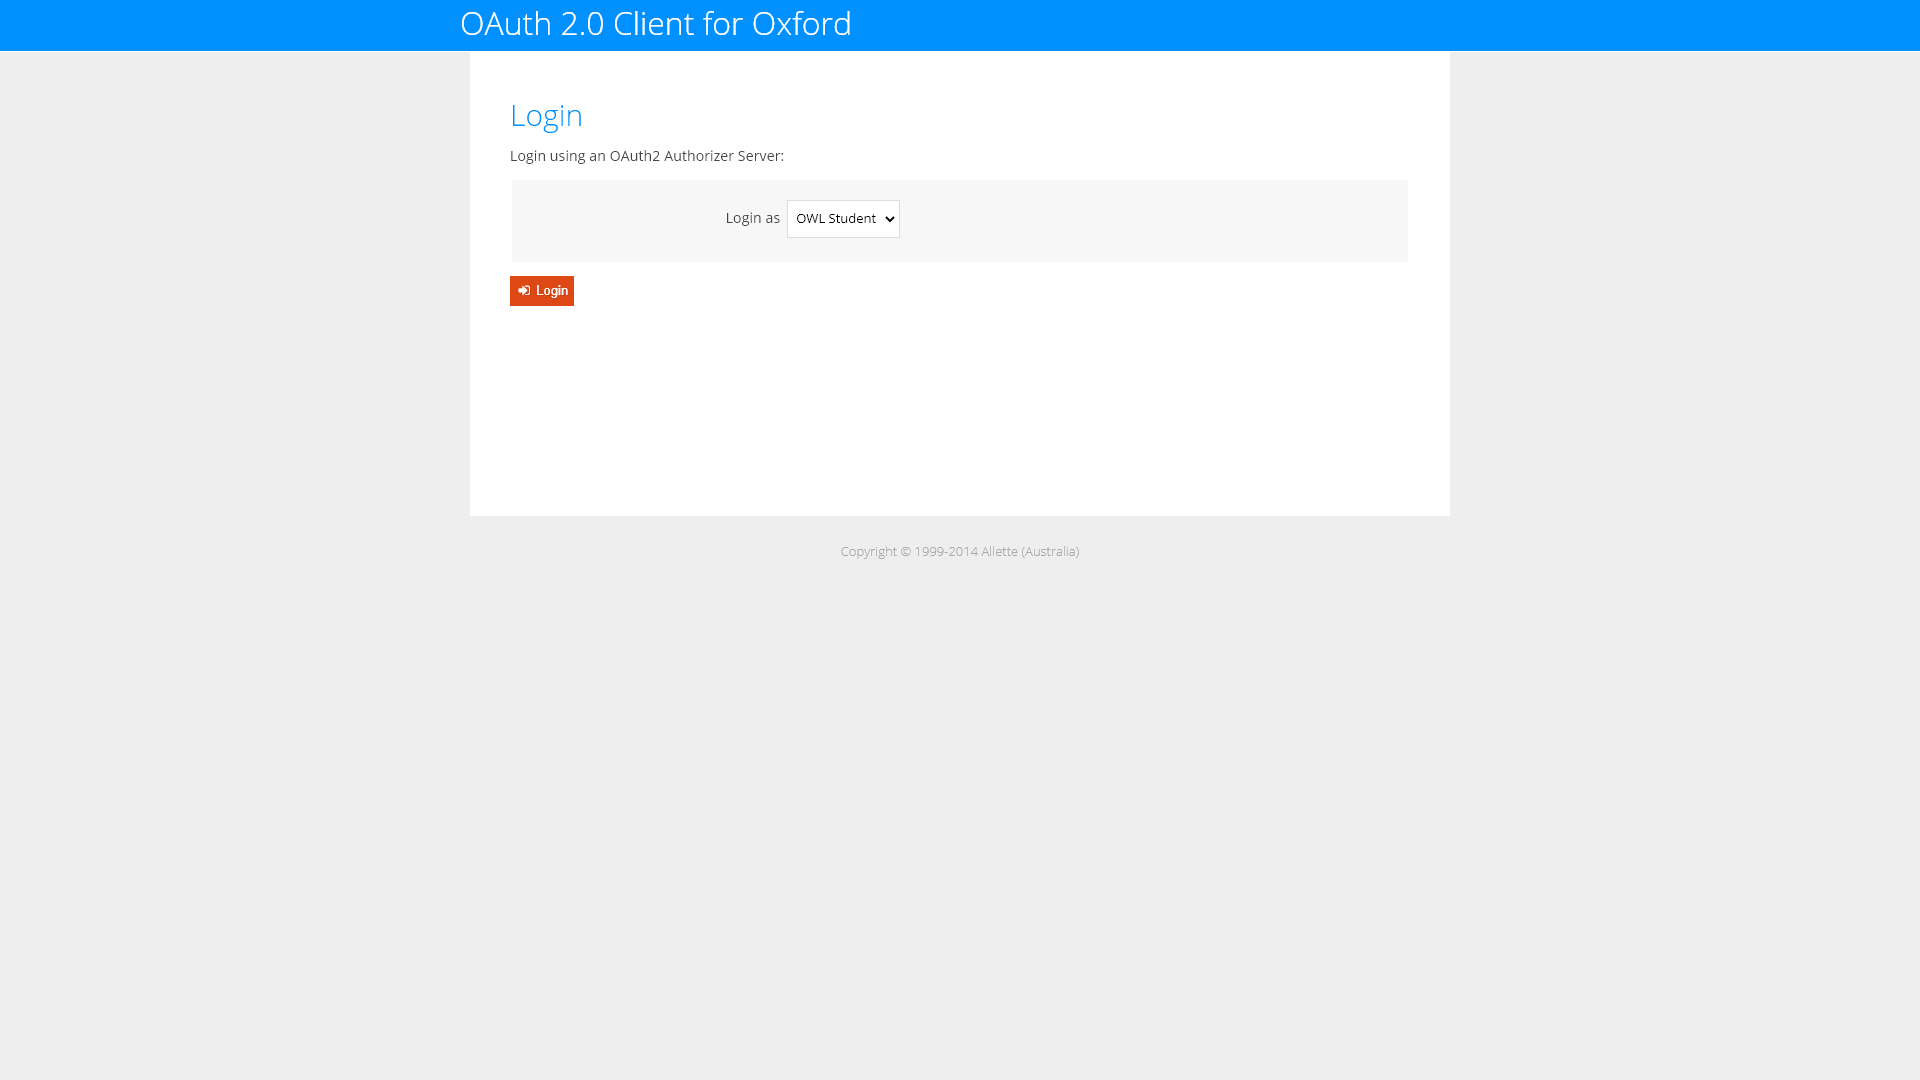 OAuth 2.0 Client for Oxford
Login
Login using an OAuth2 Authorizer Server:
Login as OWL Student
Login
Copyright © 1999-2014 Allette (Australia)